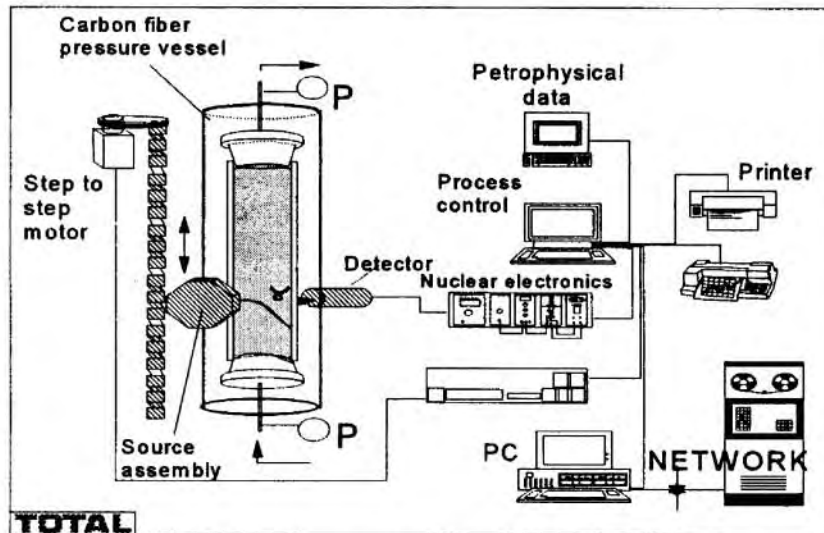 Carbon fiber
pressure vessel
P
Petrophysical
data
Printer
Step to
step
motor
Process
control
Detector
Nuclear electronics
P
Source
assembly
PC
NETWORK
TOTAL